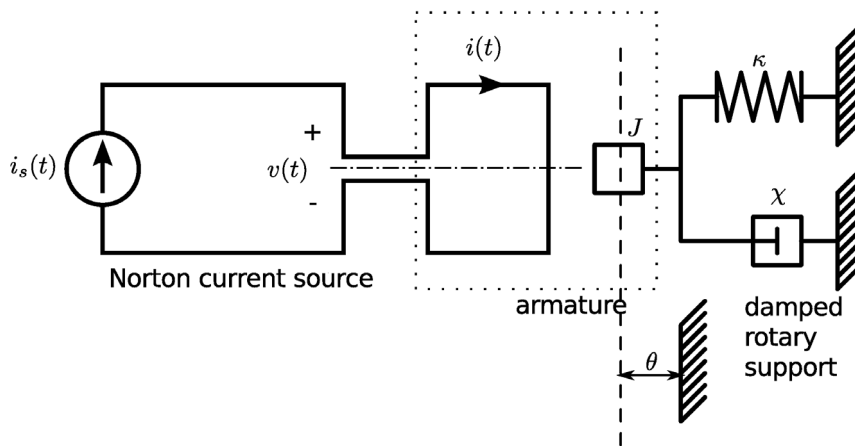 i(t)
κ
J
+
i_s(t)
v(t)
-
χ
Norton current source
armature
damped
rotary
support
θ